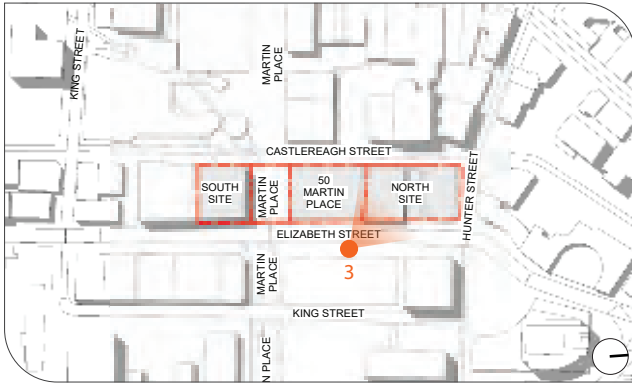 KING STREET
MARTIN
PLACE
CASTLEREAGH STREET
SOUTH
SITE
MARTIN
PLACE
50
MARTIN
PLACE
NORTH
SITE
HUNTER STREET
ELIZABETH STREET
3
MARTIN
PLACE
KING STREET
N PLACE